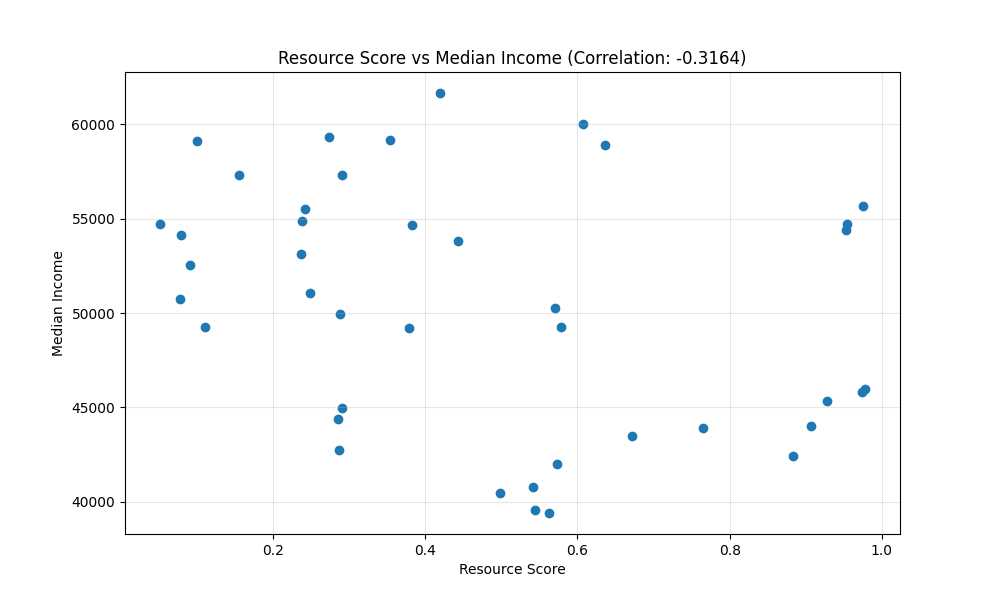 Resource Score vs Median Income (Correlation: -0.3164)
Median Income
60000
55000
50000
45000
40000
0.2 0.4 0.6 0.8 1.0
Resource Score